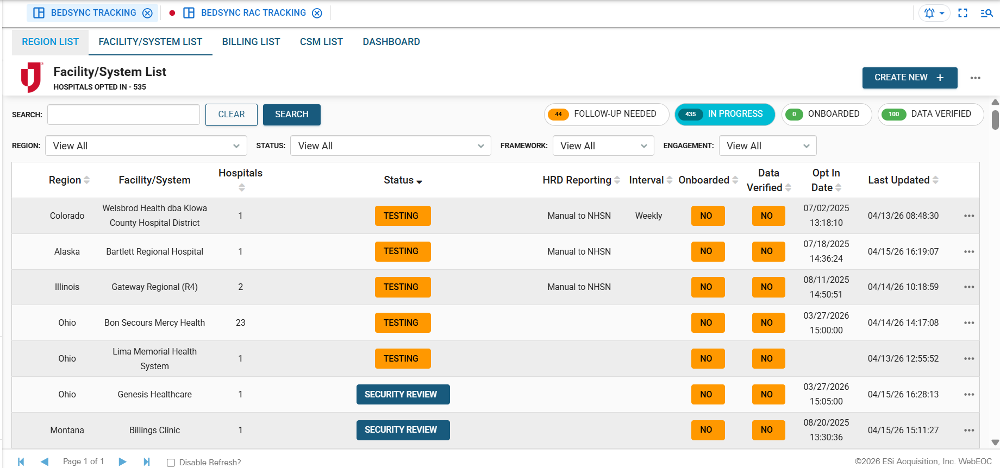 BEDSYNC TRACKING BEDSYNC RAC TRACKING
REGION LIST FACILITY/SYSTEM LIST BILLING LIST CSM LIST DASHBOARD
Facility/System List
HOSPITALS OPTED IN - 535
CREATE NEW +
SEARCH: CLEAR SEARCH 44 FOLLOW-UP NEEDED 435 IN PROGRESS 0 ONBOARDED 100 DATA VERIFIED
REGION: View All STATUS: View All FRAMEWORK: View All ENGAGEMENT: View All
Region Facility/System Hospitals Status HRD Reporting Interval Onboarded Data Verified Opt In Date Last Updated
Colorado Weisbrod Health dba Kiowa County Hospital District 1 TESTING Manual to NHSN Weekly NO NO 07/02/2025 13:18:10 04/13/26 08:48:30
Alaska Bartlett Regional Hospital 1 TESTING Manual to NHSN NO NO 07/18/2025 14:36:24 04/15/26 16:19:07
Illinois Gateway Regional (R4) 2 TESTING Manual to NHSN NO NO 08/11/2025 14:50:51 04/14/26 10:18:59
Ohio Bon Secours Mercy Health 23 TESTING NO NO 03/27/2026 15:00:00 04/14/26 14:17:08
Ohio Lima Memorial Health System 1 TESTING NO NO 04/13/26 12:55:52
Ohio Genesis Healthcare 1 SECURITY REVIEW NO NO 03/27/2026 15:05:00 04/15/26 16:28:13
Montana Billings Clinic 1 SECURITY REVIEW NO NO 08/20/2025 13:30:36 04/15/26 15:11:27
Page 1 of 1 Disable Refresh? ©2026 ESi Acquisition, Inc. WebEOC